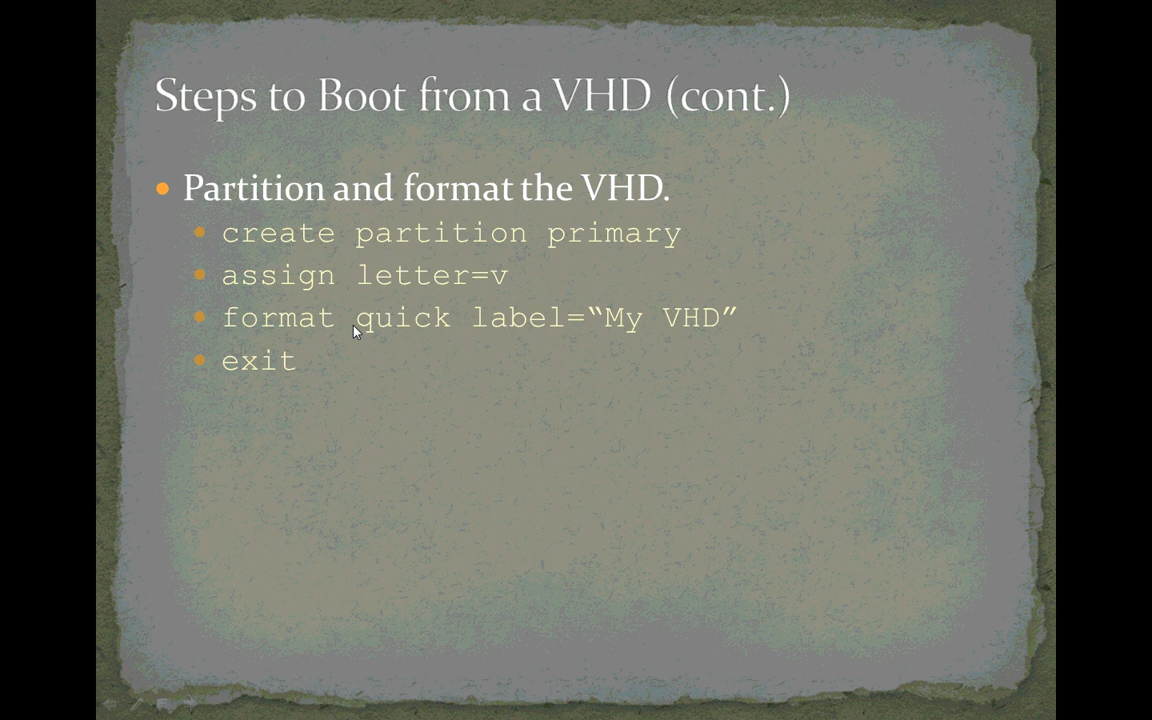 Steps to Boot from a VHD (cont.)
Partition and format the VHD.
create partition primary
assign letter=v
format quick label=“My VHD”
exit